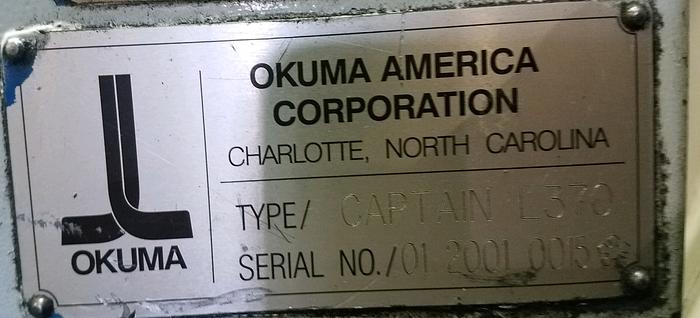 OKUMA AMERICA
CORPORATION
CHARLOTTE, NORTH CAROLINA
TYPE/ CAPTAIN L370
SERIAL NO./01 2001 0015
OKUMA